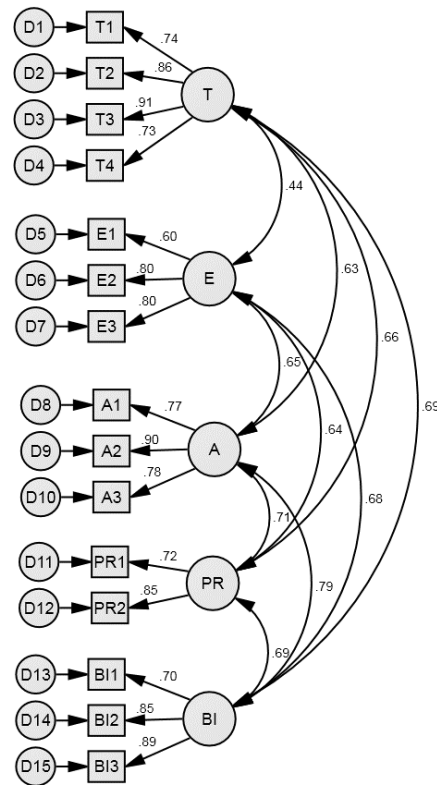 D1 T1 .74
D2 T2 .86
T
D3 T3 .91
D4 T4 .73
.44
D5 E1 .60
D6 E2 .80 E .63
D7 E3 .80
.66
.65
.69
D8 A1 .77
.64
D9 A2 .90 A
D10 A3 .78
.68
.71
D11 PR1 .72
PR
.79
D12 PR2 .85
.69
D13 BI1 .70
D14 BI2 .85 BI
D15 BI3 .89